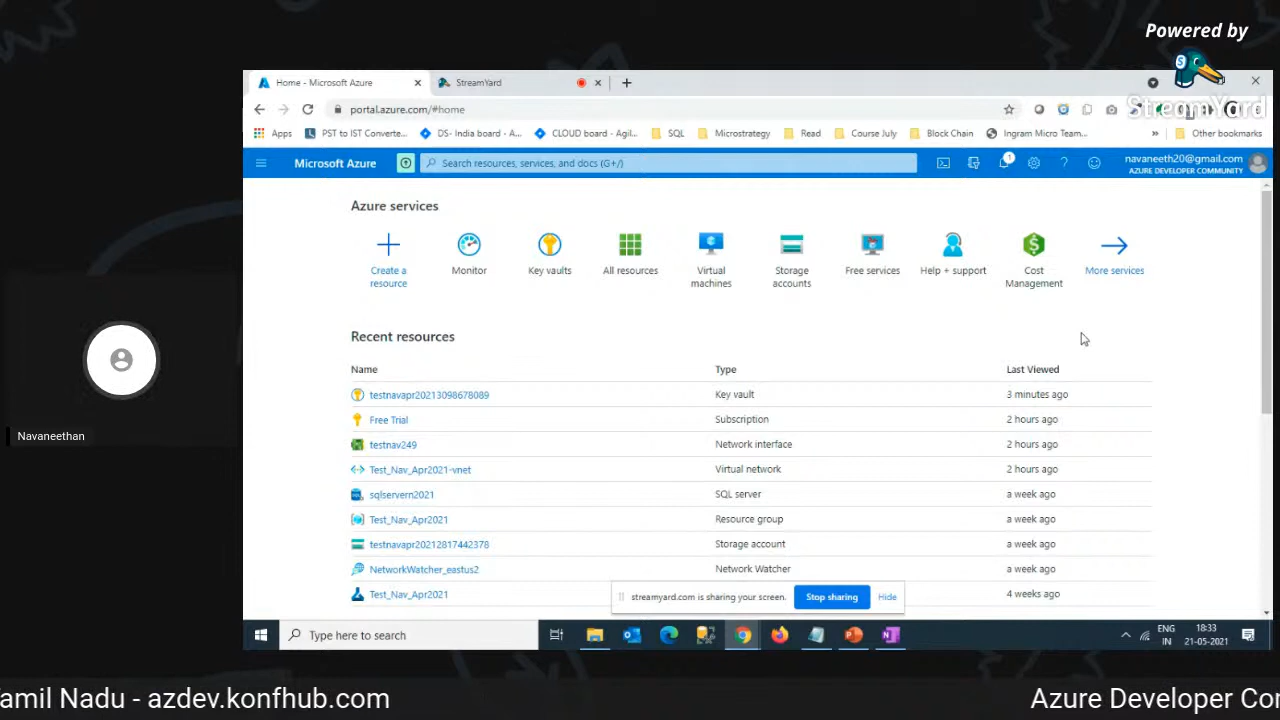 Powered by
StreamYard
Home - Microsoft Azure
StreamYard
portal.azure.com/#home
Apps
PST to IST Converte...
DS- India board - A...
CLOUD board - Agil...
SQL
Microstrategy
Read
Course July
Block Chain
Ingram Micro Team...
»
Other bookmarks
Microsoft Azure
Search resources, services, and docs (G+/)
1
navaneeth20@gmail.com
AZURE DEVELOPER COMMUNITY
Azure services
Create a resource
Monitor
Key vaults
All resources
Virtual machines
Storage accounts
Free services
Help + support
Cost Management
More services
Recent resources
Name Type Last Viewed
testnavapr20213098678089 Key vault 3 minutes ago
Free Trial Subscription 2 hours ago
testnav249 Network interface 2 hours ago
Test_Nav_Apr2021-vnet Virtual network 2 hours ago
sqlservern2021 SQL server a week ago
Test_Nav_Apr2021 Resource group a week ago
testnavapr20212817442378 Storage account a week ago
NetworkWatcher_eastus2 Network Watcher a week ago
Test_Nav_Apr2021 4 weeks ago
streamyard.com is sharing your screen.
Stop sharing
Hide
Type here to search
ENG
IN
18:33
21-05-2021
Navaneethan
amil Nadu - azdev.konfhub.com
Azure Developer Co